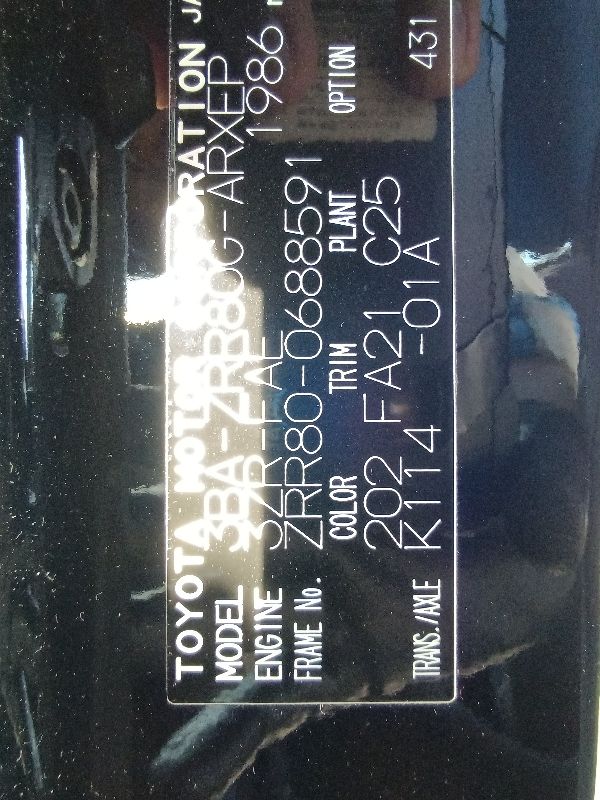 TOYOTA MOTOR CORPORATION JA
MODEL 3BA-ZRR80G-ARXEP
ENGINE 3ZR-FAE 1986
FRAME No. ZRR80-0688591
COLOR TRIM PLANT OPTION
202 FA21 C25
TRANS./AXLE K114 -01A 431